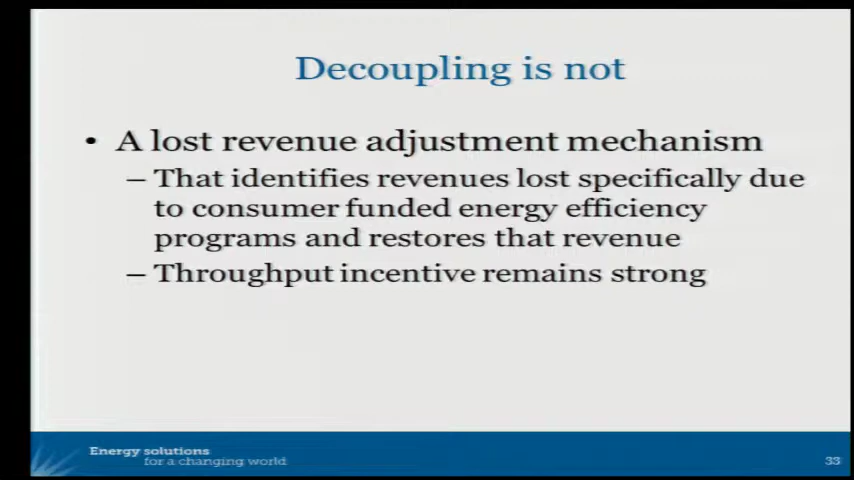 Decoupling is not
• A lost revenue adjustment mechanism
– That identifies revenues lost specifically due
to consumer funded energy efficiency
programs and restores that revenue
– Throughput incentive remains strong
Energy solutions
for a changing world
33